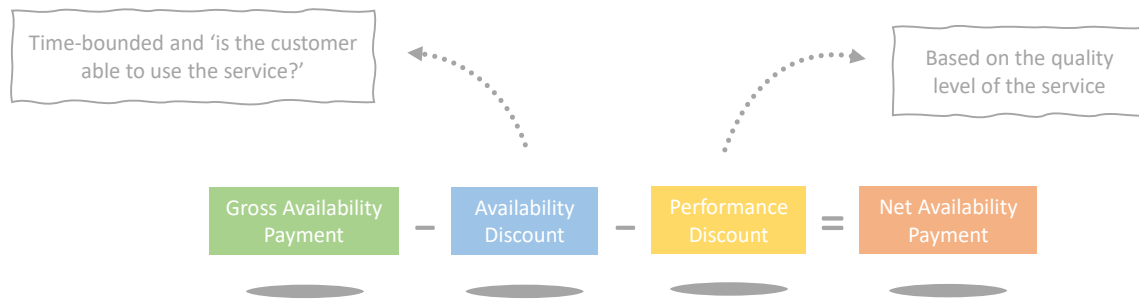 Time-bounded and ‘is the customer
able to use the service?’
Based on the quality
level of the service
Gross Availability
Payment
–
Availability
Discount
–
Performance
Discount
=
Net Availability
Payment